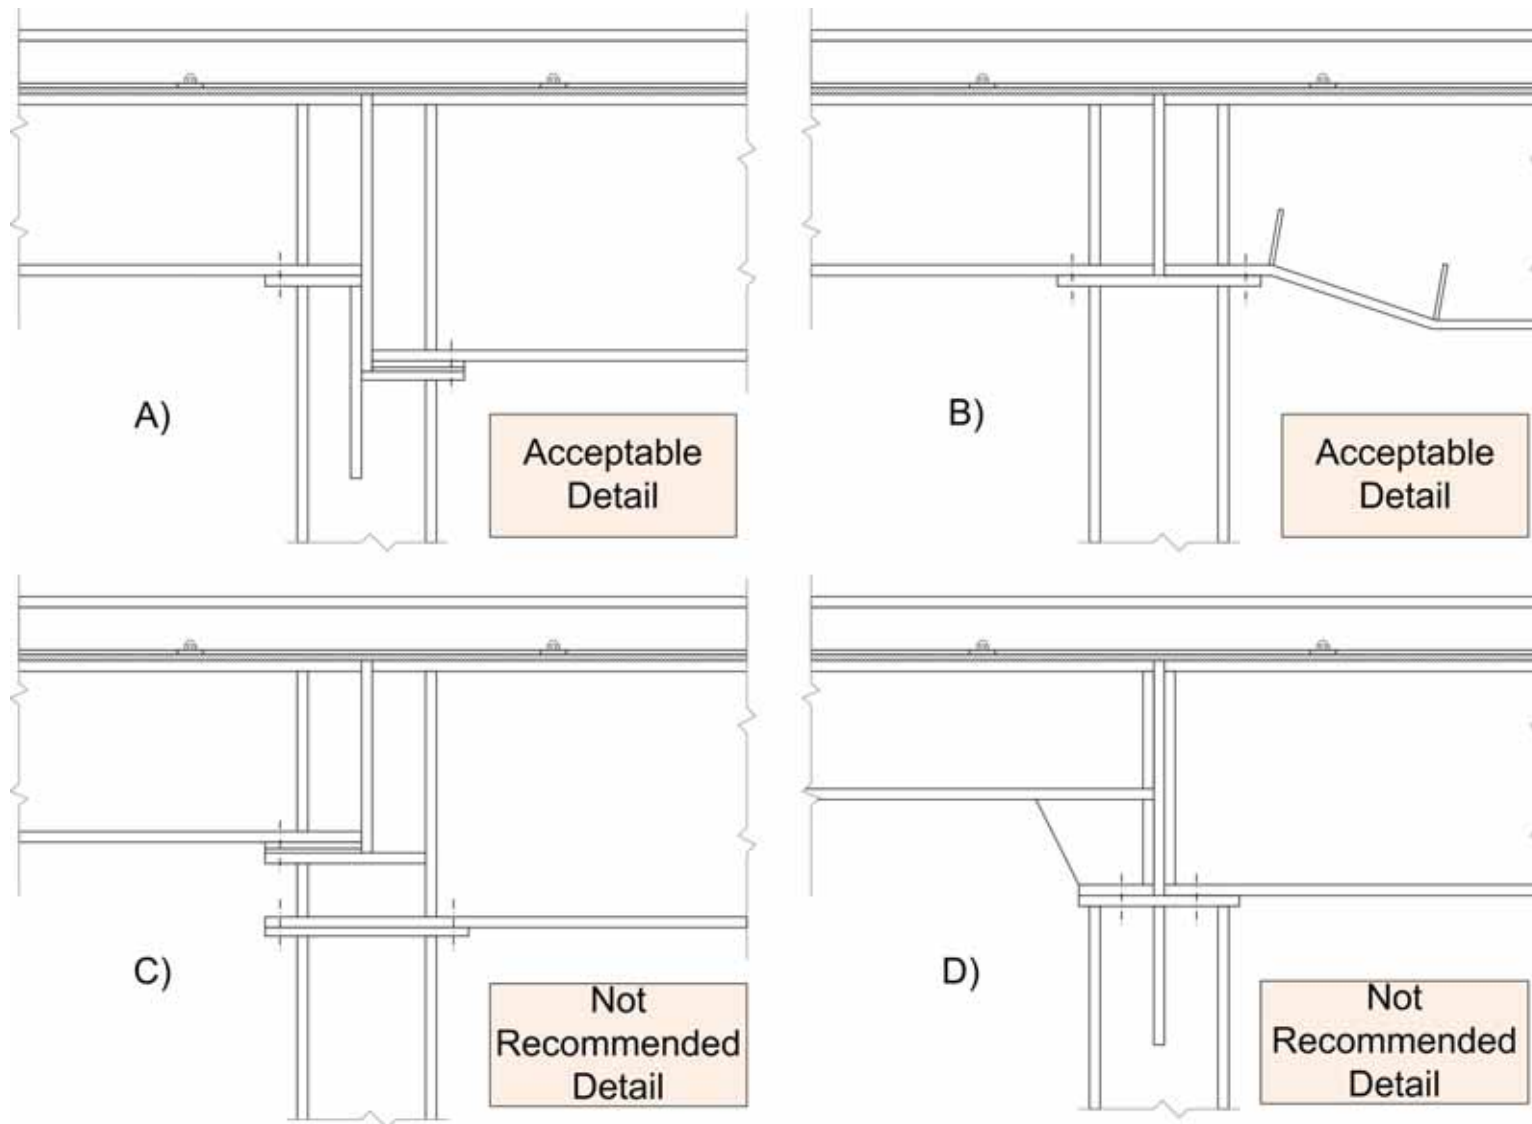 A)
Acceptable
Detail
B)
Acceptable
Detail
C)
Not
Recommended
Detail
D)
Not
Recommended
Detail